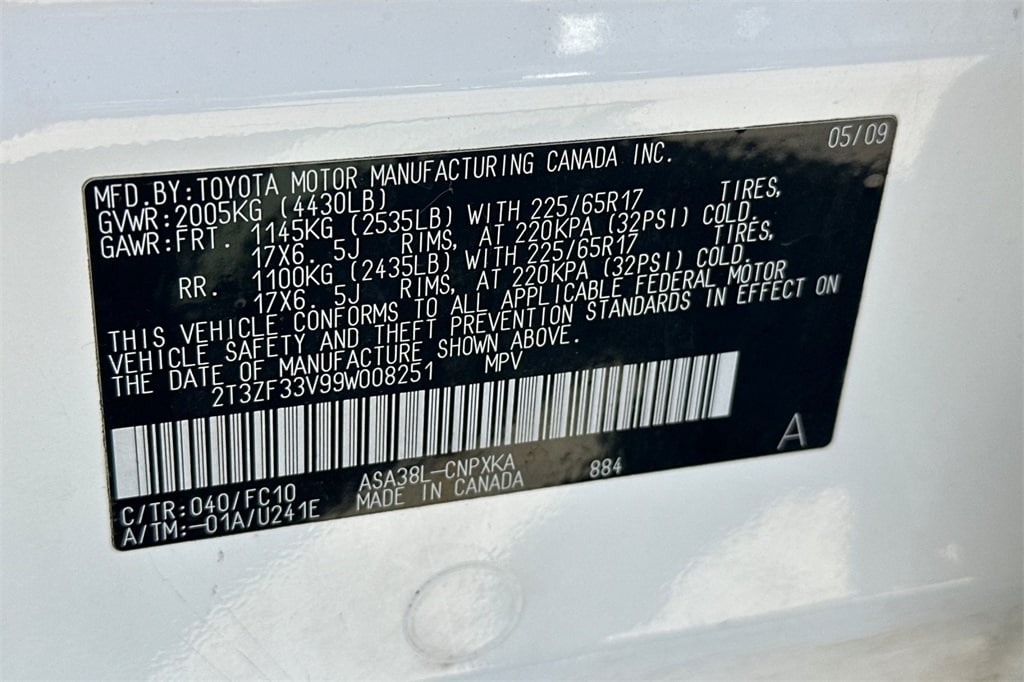 05/09
MFD.BY:TOYOTA MOTOR MANUFACTURING CANADA INC.
GVWR:2005KG (4430LB)
GAWR:FRT. 1145KG (2535LB) WITH 225/65R17 TIRES,
17X6. 5J RIMS, AT 220KPA (32PSI) COLD.
RR. 1100KG (2435LB) WITH 225/65R17 TIRES,
17X6. 5J RIMS, AT 220KPA (32PSI) COLD.
THIS VEHICLE CONFORMS TO ALL APPLICABLE FEDERAL MOTOR
VEHICLE SAFETY AND THEFT PREVENTION STANDARDS IN EFFECT ON
THE DATE OF MANUFACTURE SHOWN ABOVE.
2T3ZF33V99W008251 MPV
A
C/TR:040/FC10 ASA38L-CNPXKA 884
A/TM:-01A/U241E MADE IN CANADA